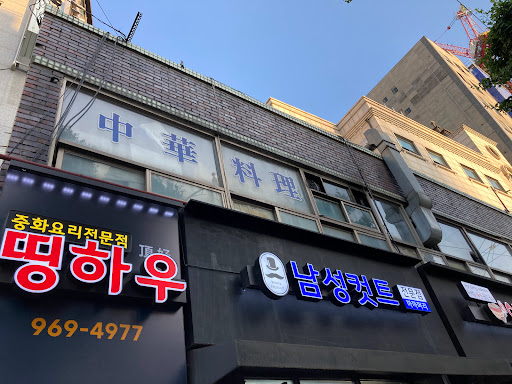 中華料理
중화요리전문점
띵하우
頂好
969-4977
남성컷트
전문점